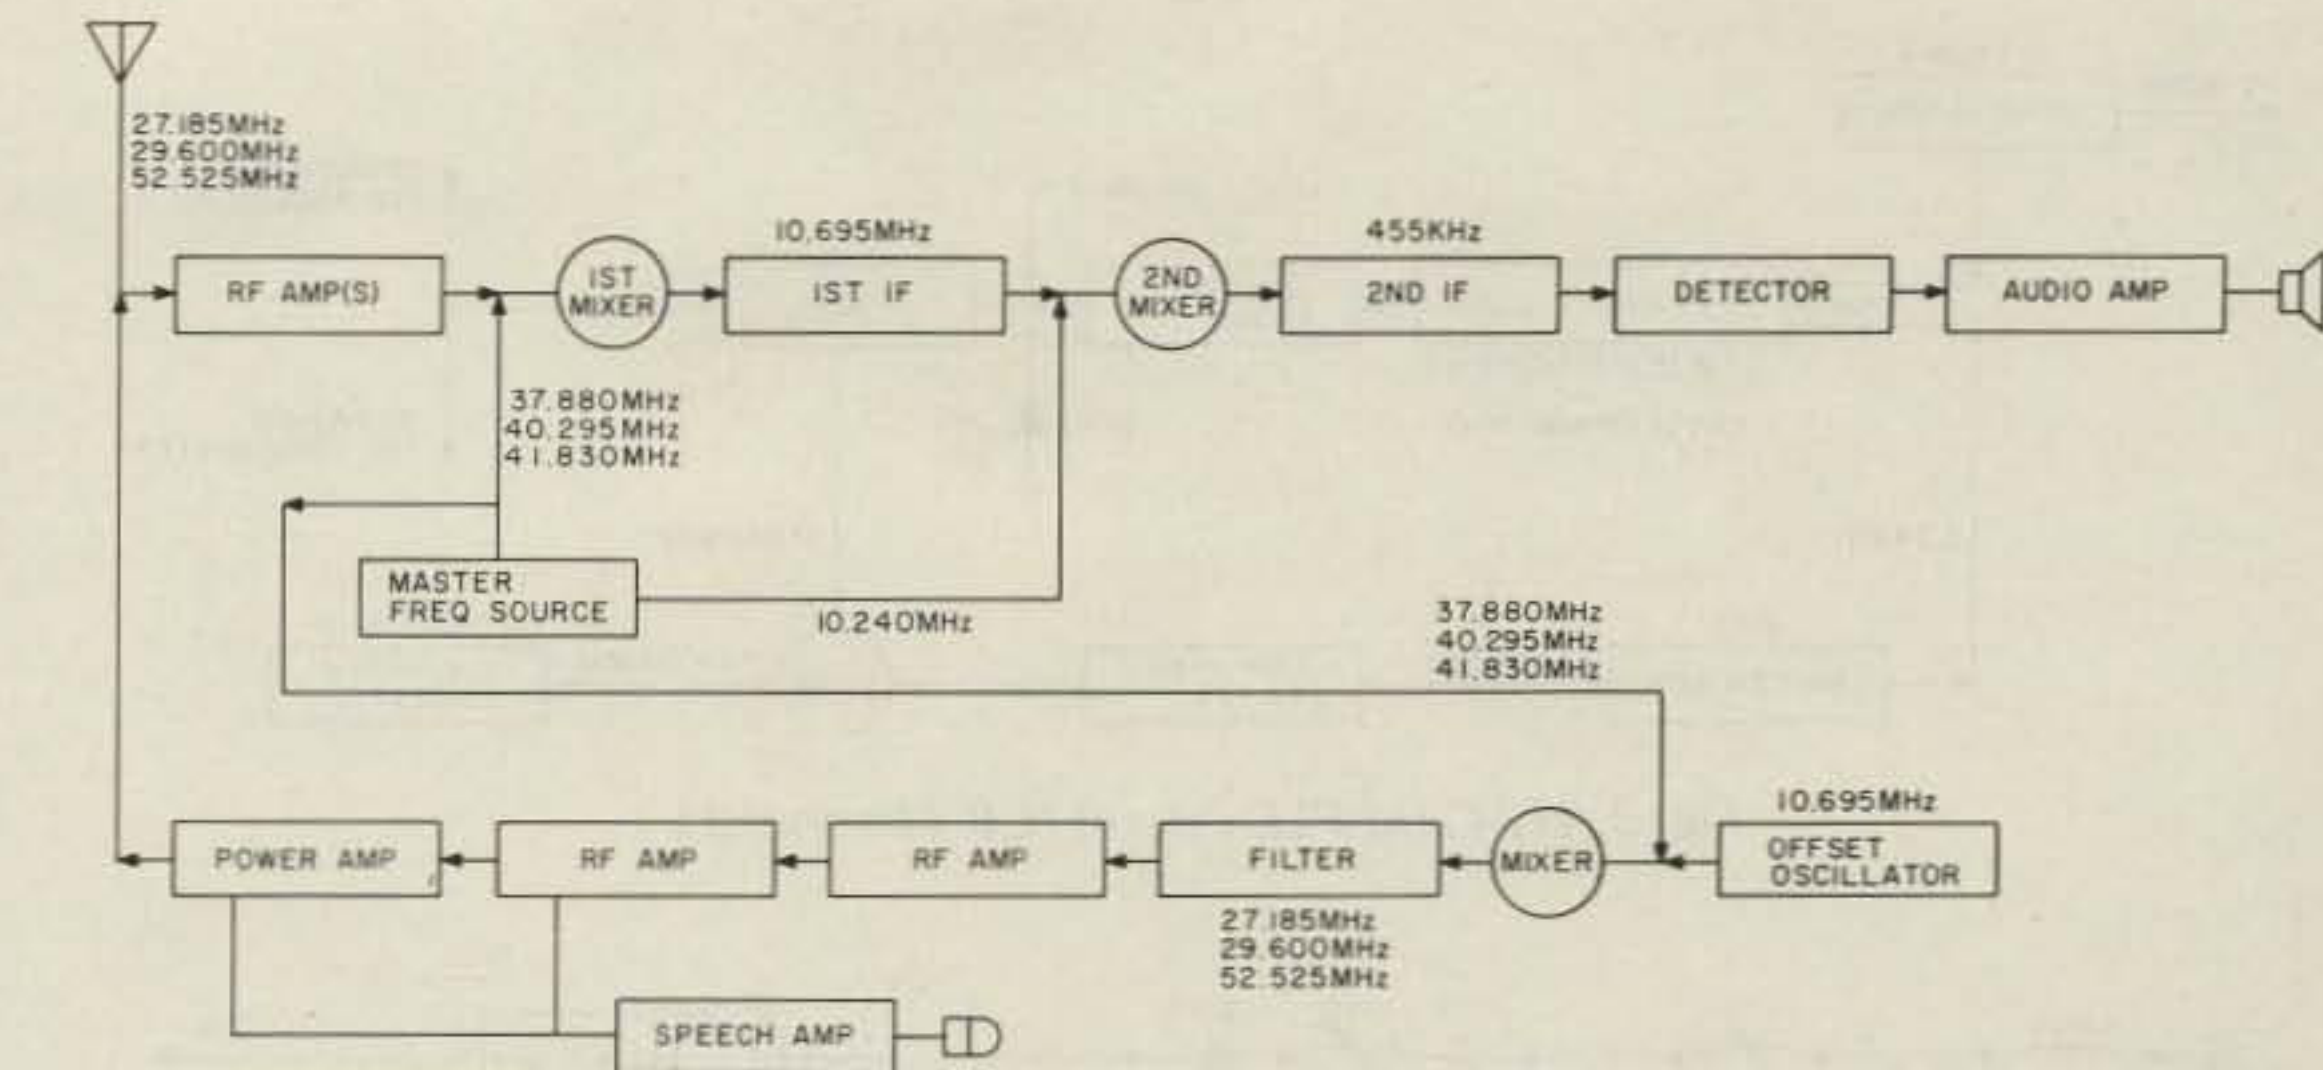 27.185MHz
29.600MHz
52.525MHz
RF AMP(S)
1ST
MIXER
10.695MHz
1ST IF
2ND
MIXER
455KHz
2ND IF
DETECTOR
AUDIO AMP
37.880MHz
40.295MHz
41.830MHz
MASTER
FREQ SOURCE
10.240MHz
37.880MHz
40.295MHz
41.830MHz
POWER AMP
RF AMP
RF AMP
FILTER
27.185MHz
29.600MHz
52.525MHz
MIXER
10.695MHz
OFFSET
OSCILLATOR
SPEECH AMP